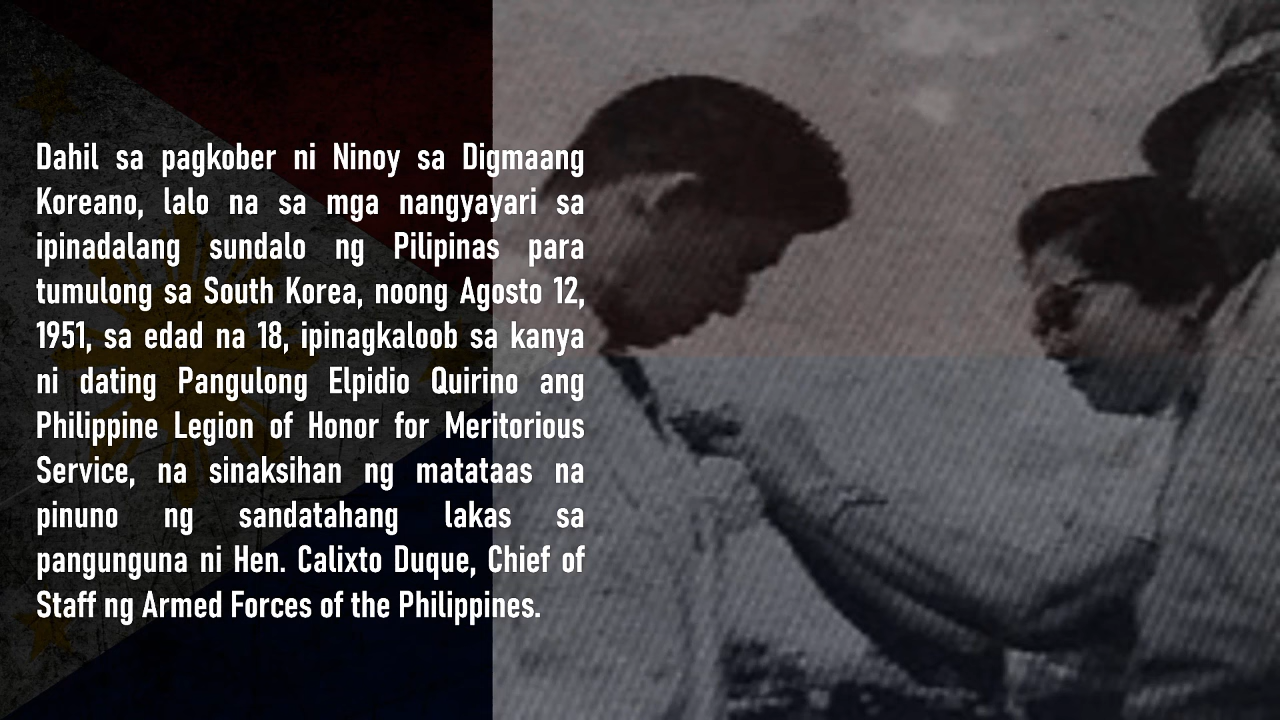 Dahil sa pagkober ni Ninoy sa Digmaang
Koreano, lalo na sa mga nangyayari sa
ipinadalang sundalo ng Pilipinas para
tumulong sa South Korea, noong Agosto 12,
1951, sa edad na 18, ipinagkaloob sa kanya
ni dating Pangulong Elpidio Quirino ang
Philippine Legion of Honor for Meritorious
Service, na sinaksihan ng matataas na
pinuno ng sandatahang lakas sa
pangunguna ni Hen. Calixto Duque, Chief of
Staff ng Armed Forces of the Philippines.